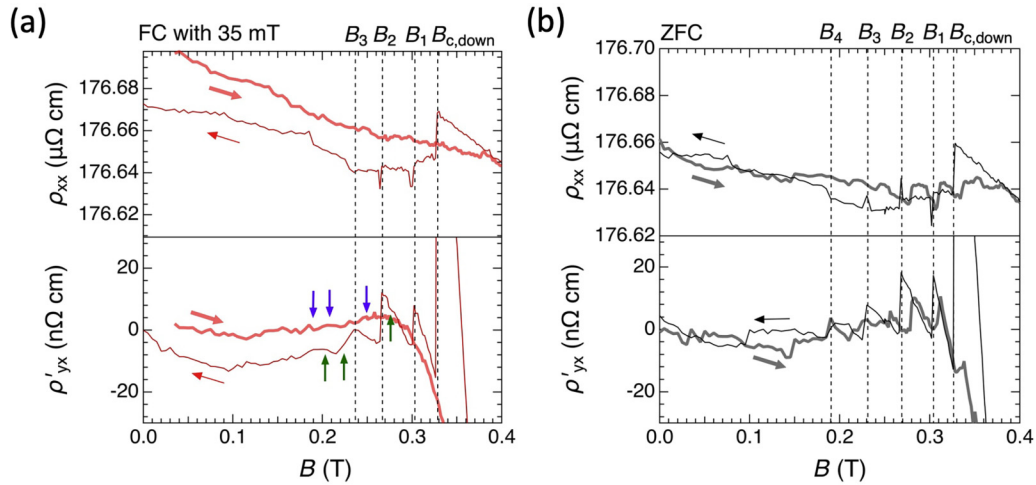 (a)
FC with 35 mT
B3 B2 B1 Bc,down
176.68
176.66
176.64
176.62
ρxx (μΩ cm)
20
0
-20
ρ'yx (nΩ cm)
0.0 0.1 0.2 0.3 0.4
B (T)
(b)
ZFC
B4 B3 B2 B1 Bc,down
176.70
176.68
176.66
176.64
176.62
ρxx (μΩ cm)
20
0
-20
ρ'yx (nΩ cm)
0.0 0.1 0.2 0.3 0.4
B (T)